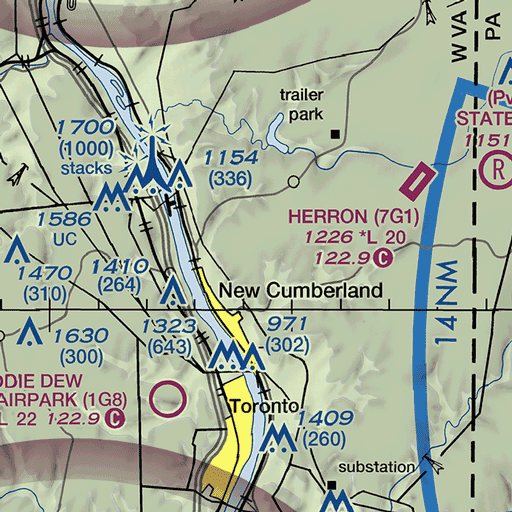 W VA
PA
trailer
park
(Pv
STATE
1151
R
1700
(1000)
stacks
1154
(336)
HERRON (7G1)
1226 *L 20
122.9 C
1586
UC
1470
(310)
1410
(264)
New Cumberland
14 NM
1630
(300)
1323
(643)
971
(302)
DIE DEW
AIRPARK (1G8)
L 22 122.9 C
Toronto
1409
(260)
substation